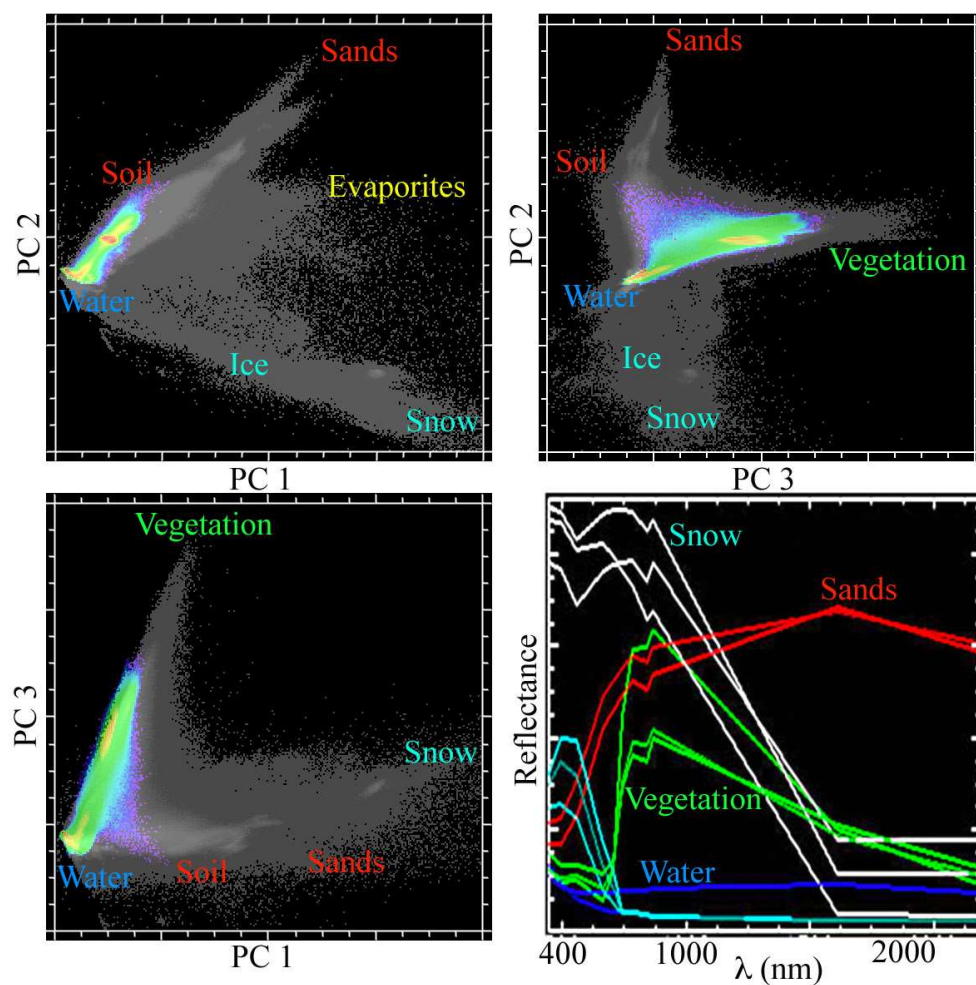 Sands
Soil
Evaporites
PC 2
Water
Ice
Snow
PC 1
Sands
Soil
PC 2
Vegetation
Water
Ice
Snow
PC 3
Vegetation
PC 3
Snow
Water
Soil
Sands
PC 1
Snow
Sands
Reflectance
Vegetation
Water
400 1000 2000
λ (nm)